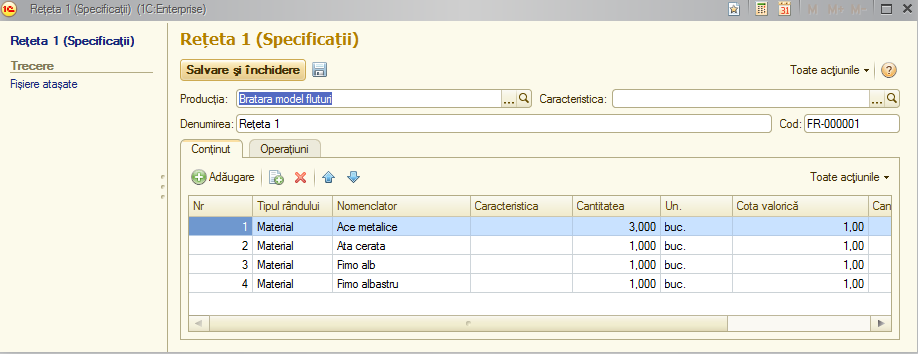 Rețeta 1 (Specificații) (1C:Enterprise)
M M+ M-
Rețeta 1 (Specificații)
Trecere
Fișiere atașate
Rețeta 1 (Specificații)
Salvare și închidere
Toate acțiunile
Producția: Bratara model fluturi ... Caracteristica: ...
Denumirea: Rețeta 1 Cod: FR-000001
Conținut Operațiuni
Adăugare Toate acțiunile
Nr Tipul rândului Nomenclator Caracteristica Cantitatea Un. Cota valorică Can
1 Material Ace metalice 3,000 buc. 1,00
2 Material Ata cerata 1,000 buc. 1,00
3 Material Fimo alb 1,000 buc. 1,00
4 Material Fimo albastru 1,000 buc. 1,00